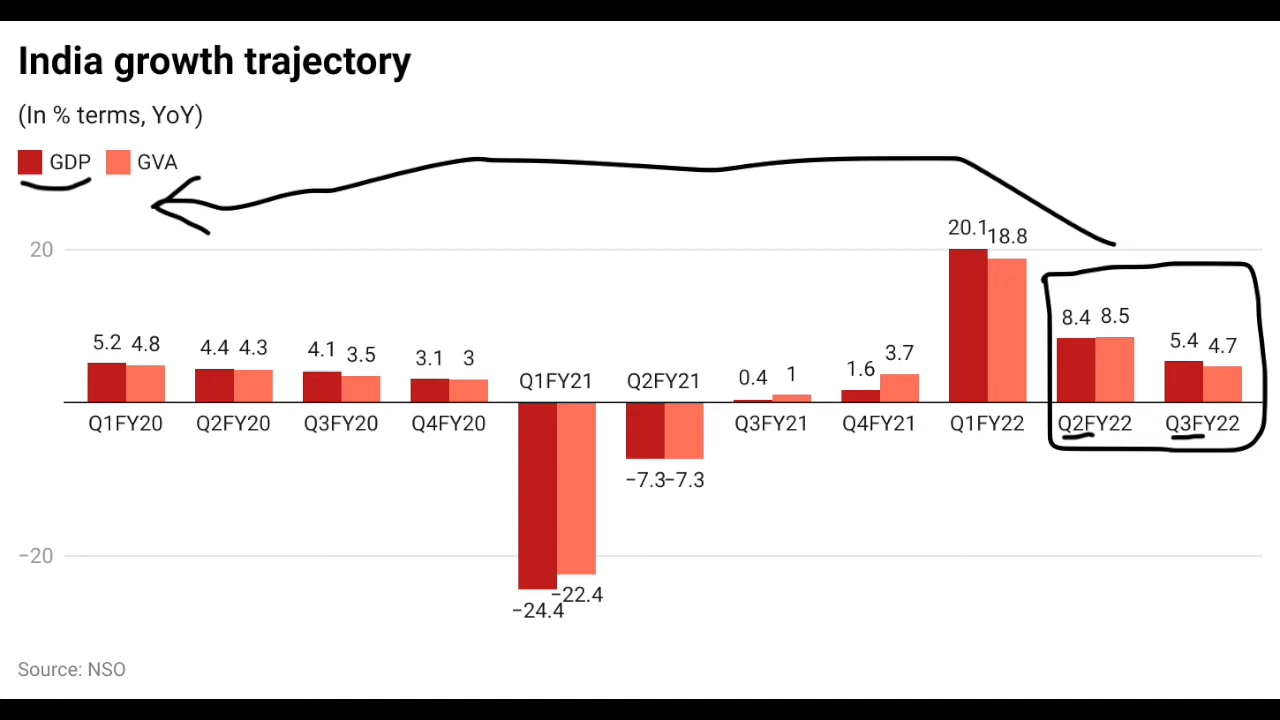 India growth trajectory
(In % terms, YoY)
GDP GVA
20
5.2 4.8 4.4 4.3 4.1 3.5 3.1 3 Q1FY21 Q2FY21 0.4 1 1.6 3.7 20.1 18.8 8.4 8.5 5.4 4.7
Q1FY20 Q2FY20 Q3FY20 Q4FY20 Q3FY21 Q4FY21 Q1FY22 Q2FY22 Q3FY22
−7.3 −7.3
−20
−24.4 −22.4
Source: NSO